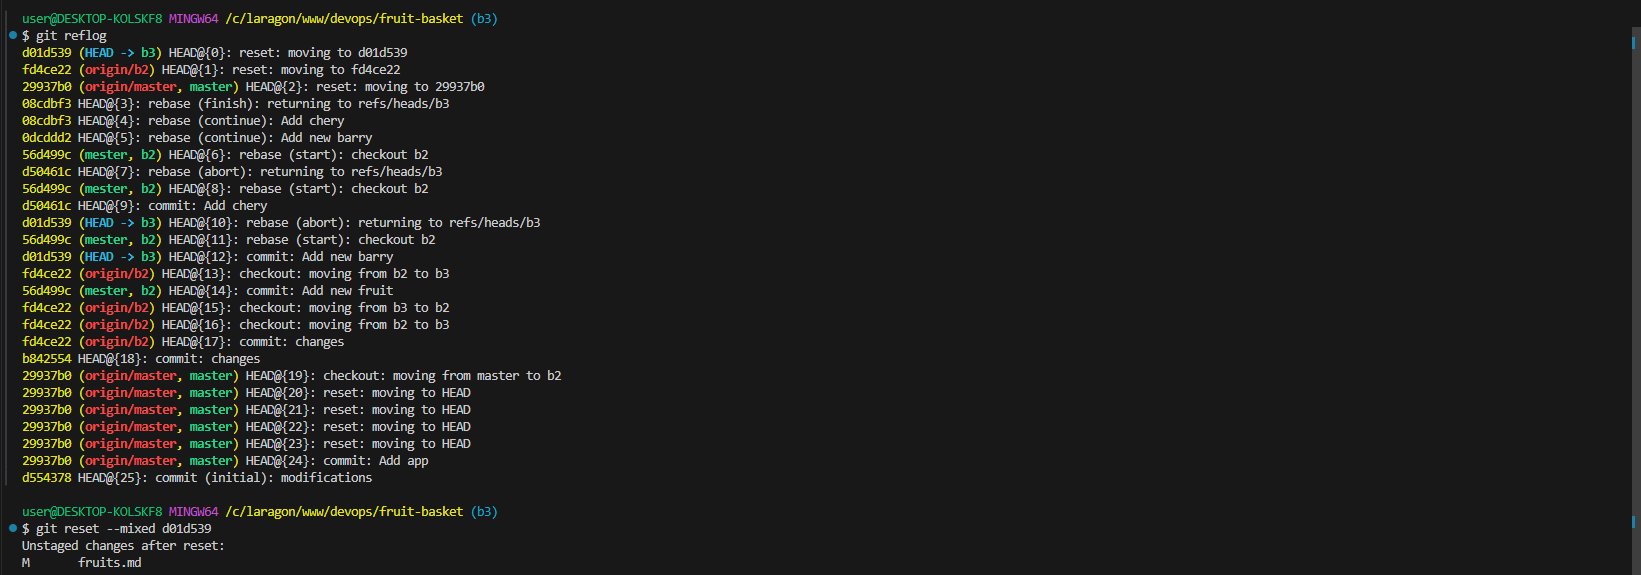 user@DESKTOP-KOLSKF8 MINGW64 /c/laragon/www/devops/fruit-basket (b3)
$ git reflog
d01d539 (HEAD -> b3) HEAD@{0}: reset: moving to d01d539
fd4ce22 (origin/b2) HEAD@{1}: reset: moving to fd4ce22
29937b0 (origin/master, master) HEAD@{2}: reset: moving to 29937b0
08cdbf3 HEAD@{3}: rebase (finish): returning to refs/heads/b3
08cdbf3 HEAD@{4}: rebase (continue): Add chery
0dcddd2 HEAD@{5}: rebase (continue): Add new barry
56d499c (mester, b2) HEAD@{6}: rebase (start): checkout b2
d50461c HEAD@{7}: rebase (abort): returning to refs/heads/b3
56d499c (mester, b2) HEAD@{8}: rebase (start): checkout b2
d50461c HEAD@{9}: commit: Add chery
d01d539 (HEAD -> b3) HEAD@{10}: rebase (abort): returning to refs/heads/b3
56d499c (mester, b2) HEAD@{11}: rebase (start): checkout b2
d01d539 (HEAD -> b3) HEAD@{12}: commit: Add new barry
fd4ce22 (origin/b2) HEAD@{13}: checkout: moving from b2 to b3
56d499c (mester, b2) HEAD@{14}: commit: Add new fruit
fd4ce22 (origin/b2) HEAD@{15}: checkout: moving from b3 to b2
fd4ce22 (origin/b2) HEAD@{16}: checkout: moving from b2 to b3
fd4ce22 (origin/b2) HEAD@{17}: commit: changes
b842554 HEAD@{18}: commit: changes
29937b0 (origin/master, master) HEAD@{19}: checkout: moving from master to b2
29937b0 (origin/master, master) HEAD@{20}: reset: moving to HEAD
29937b0 (origin/master, master) HEAD@{21}: reset: moving to HEAD
29937b0 (origin/master, master) HEAD@{22}: reset: moving to HEAD
29937b0 (origin/master, master) HEAD@{23}: reset: moving to HEAD
29937b0 (origin/master, master) HEAD@{24}: commit: Add app
d554378 HEAD@{25}: commit (initial): modifications
user@DESKTOP-KOLSKF8 MINGW64 /c/laragon/www/devops/fruit-basket (b3)
$ git reset --mixed d01d539
Unstaged changes after reset:
M       fruits.md